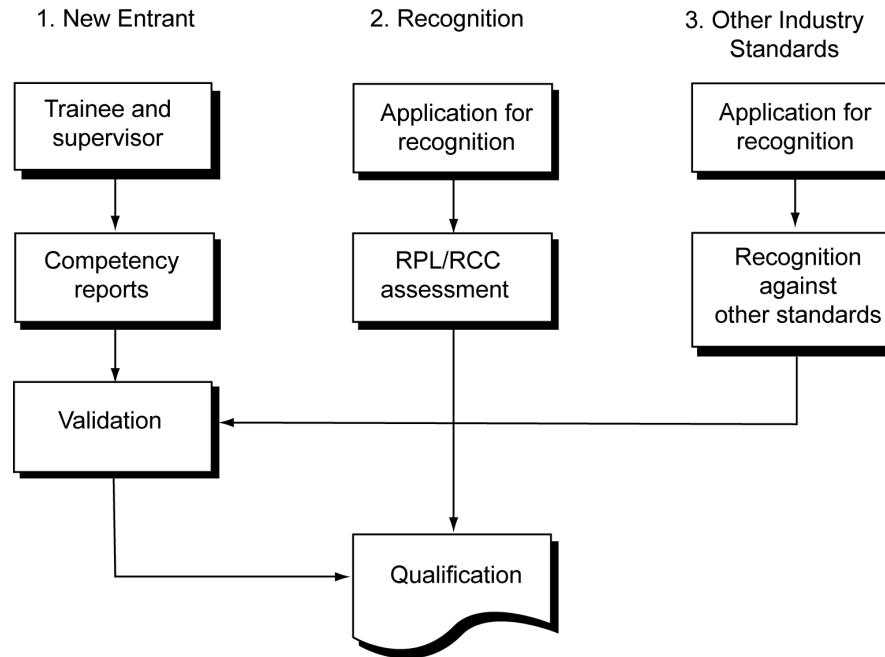 1. New Entrant
2. Recognition
3. Other Industry
Standards
Trainee and
supervisor
Application for
recognition
Application for
recognition
Competency
reports
RPL/RCC
assessment
Recognition
against
other standards
Validation
Qualification